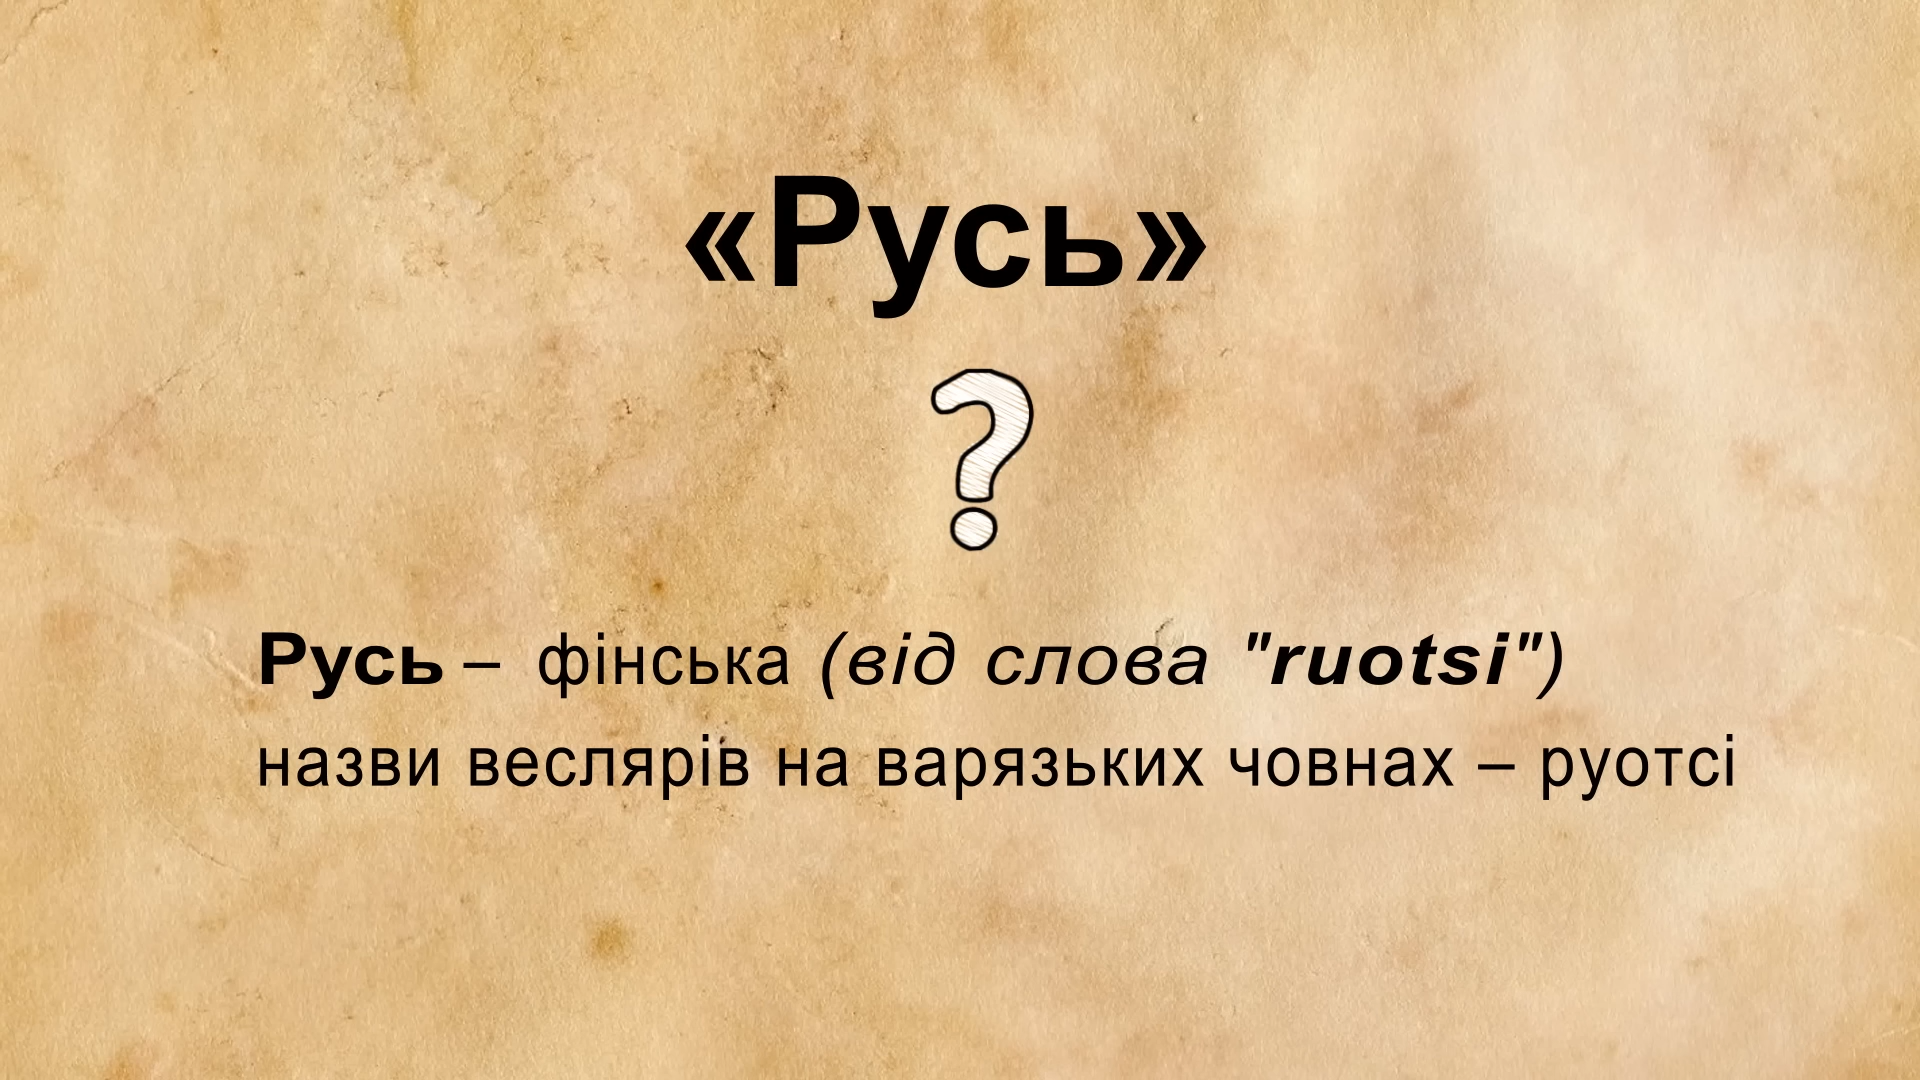 «Русь»
?
Русь – фінська (від слова "ruotsi")
назви веслярів на варязьких човнах – руотсі